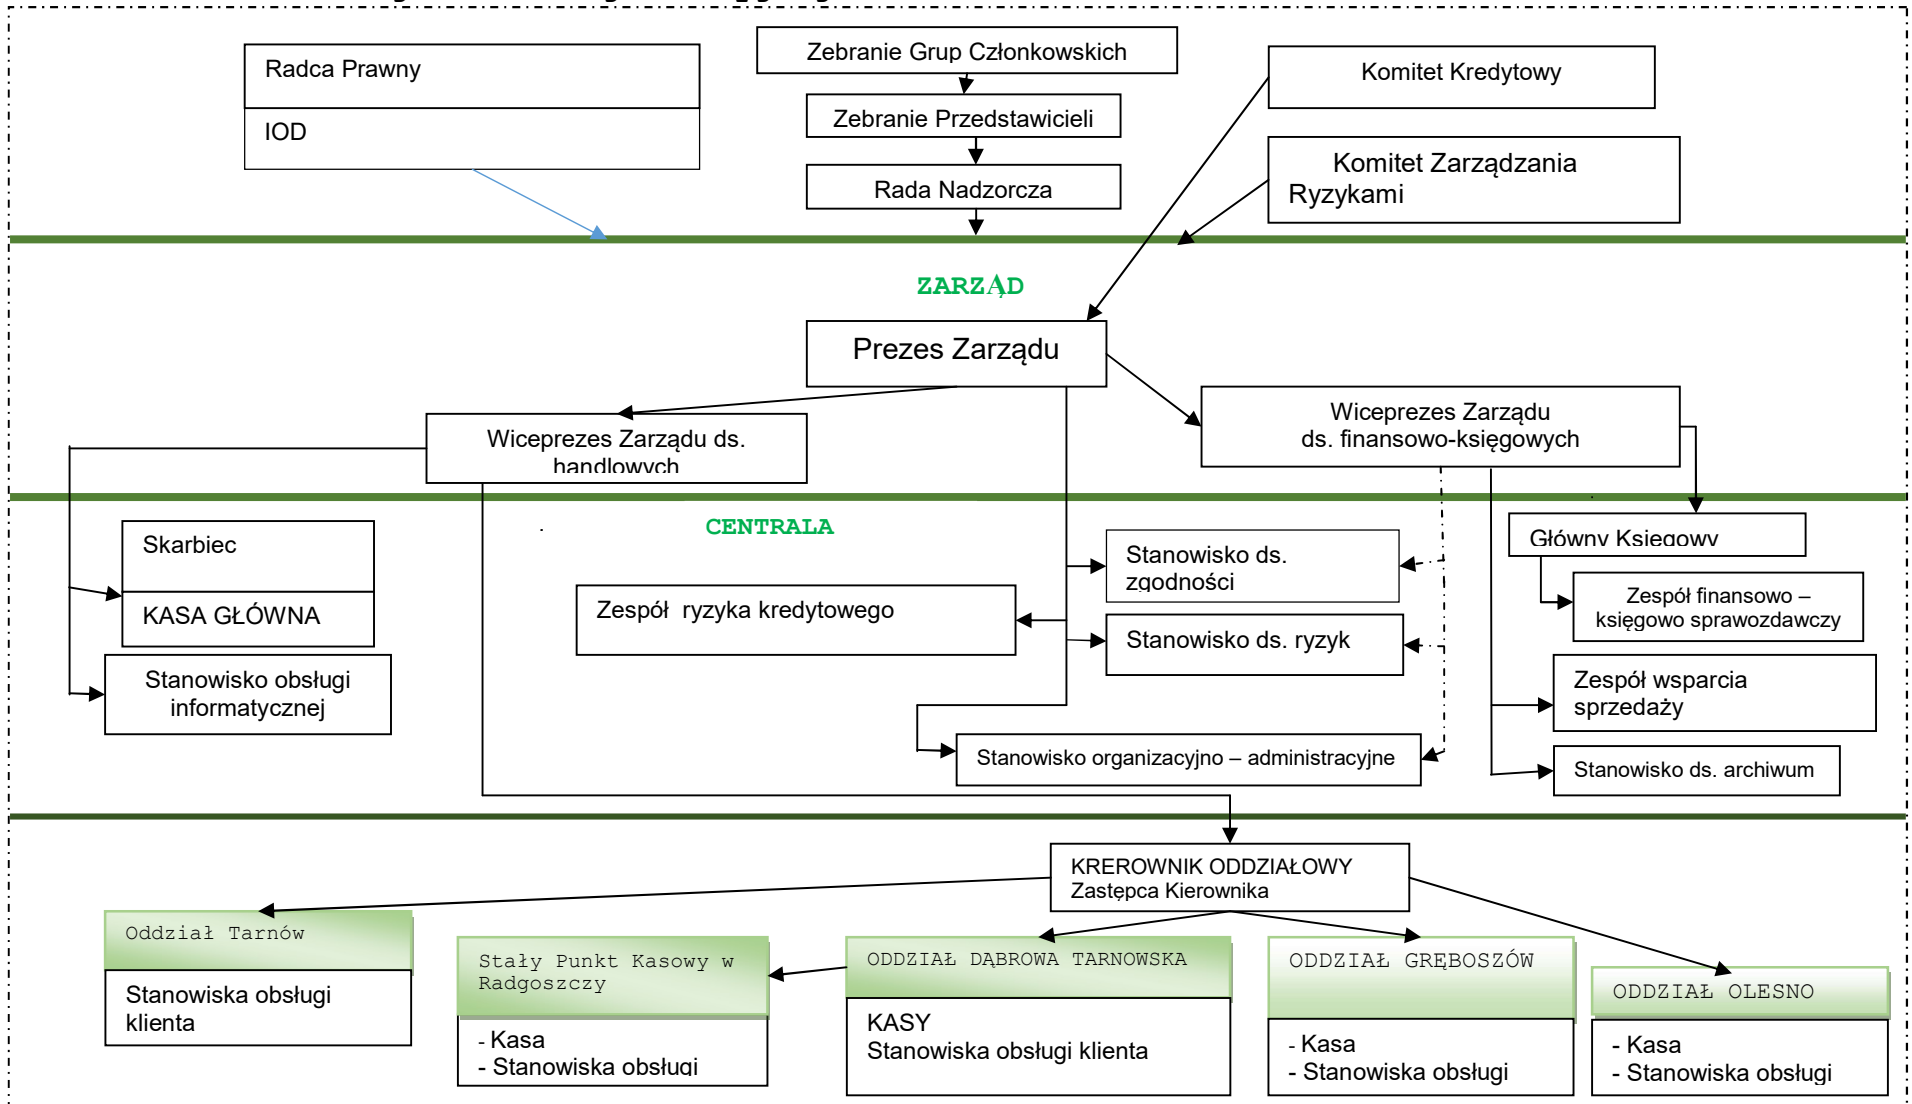 Radca Prawny
IOD
Zebranie Grup Członkowskich
Zebranie Przedstawicieli
Rada Nadzorcza
Komitet Kredytowy
Komitet Zarządzania
Ryzykami
ZARZĄD
Prezes Zarządu
Wiceprezes Zarządu ds.
handlowych
Wiceprezes Zarządu
ds. finansowo-księgowych
CENTRALA
Skarbiec
KASA GŁÓWNA
Stanowisko obsługi
informatycznej
Zespół ryzyka kredytowego
Stanowisko ds.
zgodności
Stanowisko ds. ryzyk
Stanowisko organizacyjno – administracyjne
Główny Księgowy
Zespół finansowo –
księgowo sprawozdawczy
Zespół wsparcia
sprzedaży
Stanowisko ds. archiwum
KREROWNIK ODDZIAŁOWY
Zastępca Kierownika
Oddział Tarnów
Stanowiska obsługi
klienta
Stały Punkt Kasowy w
Radgoszczy
- Kasa
- Stanowiska obsługi
ODDZIAŁ DĄBROWA TARNOWSKA
KASY
Stanowiska obsługi klienta
ODDZIAŁ GRĘBOSZÓW
- Kasa
- Stanowiska obsługi
ODDZIAŁ OLESNO
- Kasa
- Stanowiska obsługi